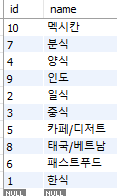 id name
10 멕시칸
7 분식
4 양식
9 인도
2 일식
3 중식
5 카페/디저트
8 태국/베트남
6 패스트푸드
1 한식
NULL NULL